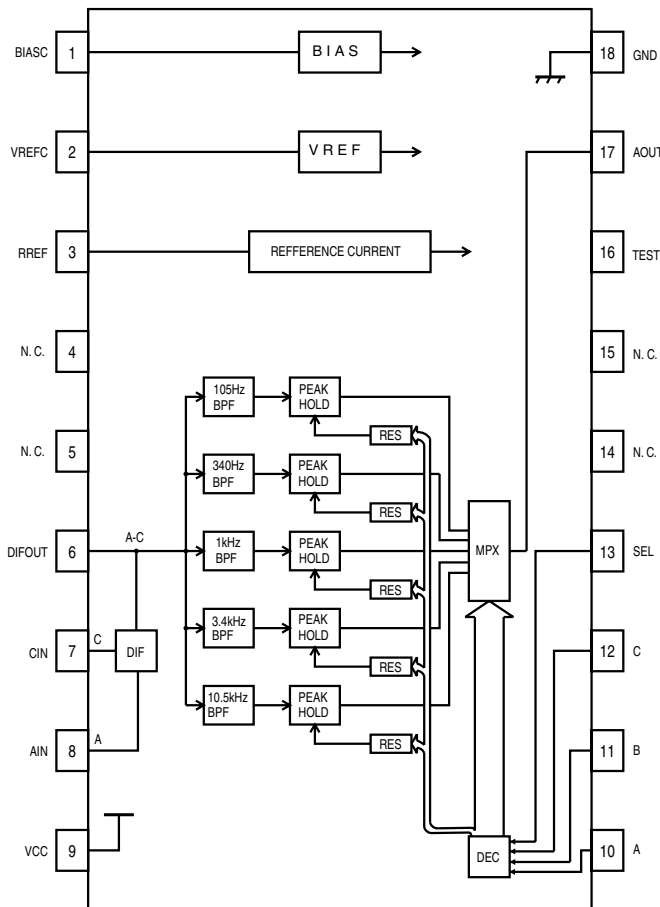 BIASC 1 BIAS 18 GND
VREFC 2 VREF 17 AOUT
RREF 3 REFFERENCE CURRENT 16 TEST
N. C. 4 15 N. C.
105Hz BPF
PEAK HOLD
RES
N. C. 5 14 N. C.
340Hz BPF
PEAK HOLD
RES
DIFOUT 6 A-C 13 SEL
1kHz BPF
PEAK HOLD
MPX
RES
CIN 7 C DIF 12 C
3.4kHz BPF
PEAK HOLD
RES
AIN 8 A 11 B
10.5kHz BPF
PEAK HOLD
RES
VCC 9 DEC 10 A